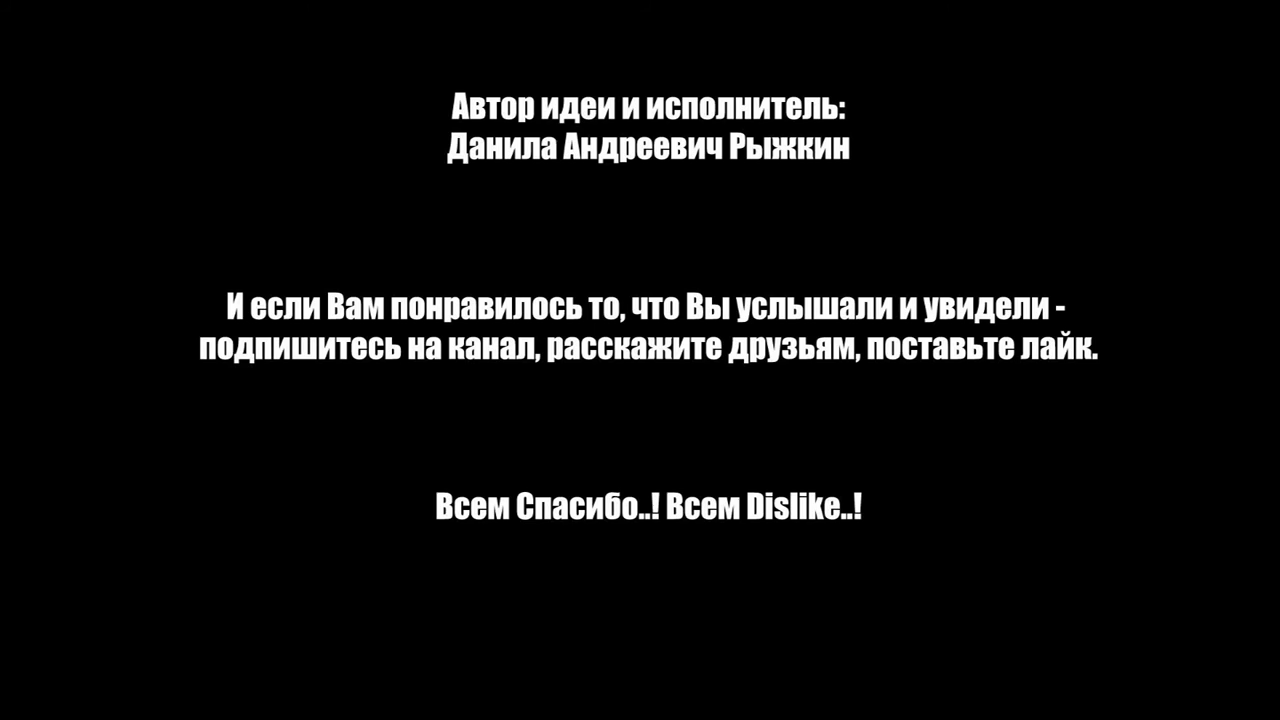 Автор идеи и исполнитель:
Данила Андреевич Рыжкин
И если Вам понравилось то, что Вы услышали и увидели -
подпишитесь на канал, расскажите друзьям, поставьте лайк.
Всем Спасибо..! Всем Dislike..!